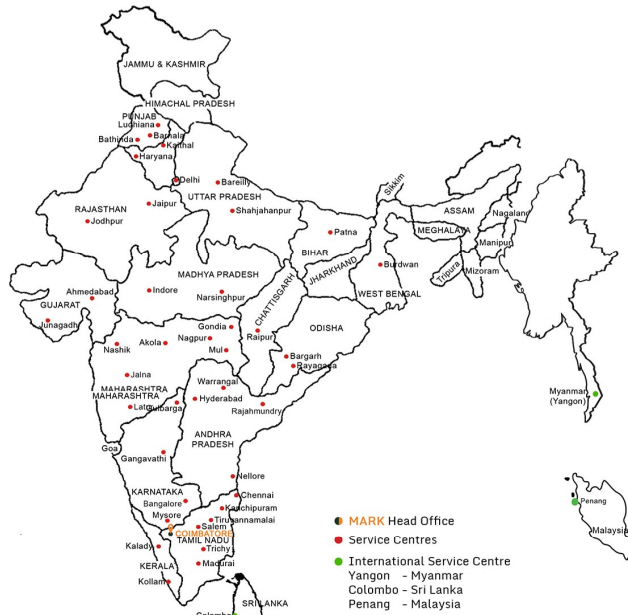 JAMMU & KASHMIR
HIMACHAL PRADESH
PUNJAB
Ludhiana
Barnala
Bathinda
Kaithal
Haryana
Delhi
Bareilly
UTTAR PRADESH
Shahjahanpur
Jaipur
RAJASTHAN
Jodhpur
Sikkim
ASSAM
Nagaland
MEGHALAYA
Manipur
Tripura
Mizoram
Patna
BIHAR
JHARKHAND
Burdwan
WEST BENGAL
MADHYA PRADESH
Indore
Narsinghpur
Ahmedabad
GUJARAT
Junagadh
CHATTISGARH
ODISHA
Gondia
Nagpur
Raipur
Nashik
Akola
Mul
Bargarh
Rayagada
Jalna
MAHARASHTRA
MAHARASHTRA
Warrangal
Latur
Gulbarga
Hyderabad
Rajahmundry
ANDHRA
PRADESH
Goa
Gangavathi
Nellore
KARNATAKA
Bangalore
Chennai
Kanchipuram
Mysore
Tirusannamalai
Salem
COIMBATORE
TAMIL NADU
Kalady
Trichy
KERALA
Madurai
Kollam
SRI LANKA
Colombo
Myanmar
(Yangon)
Penang
Malaysia
MARK Head Office
Service Centres
International Service Centre
Yangon - Myanmar
Colombo - Sri Lanka
Penang - Malaysia